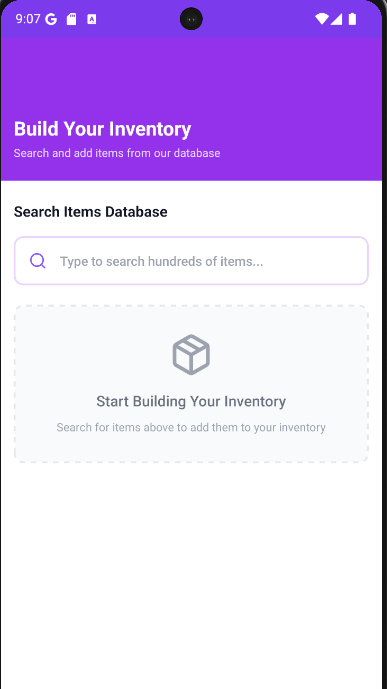 9:07 G A
Build Your Inventory
Search and add items from our database
Search Items Database
Type to search hundreds of items...
Start Building Your Inventory
Search for items above to add them to your inventory